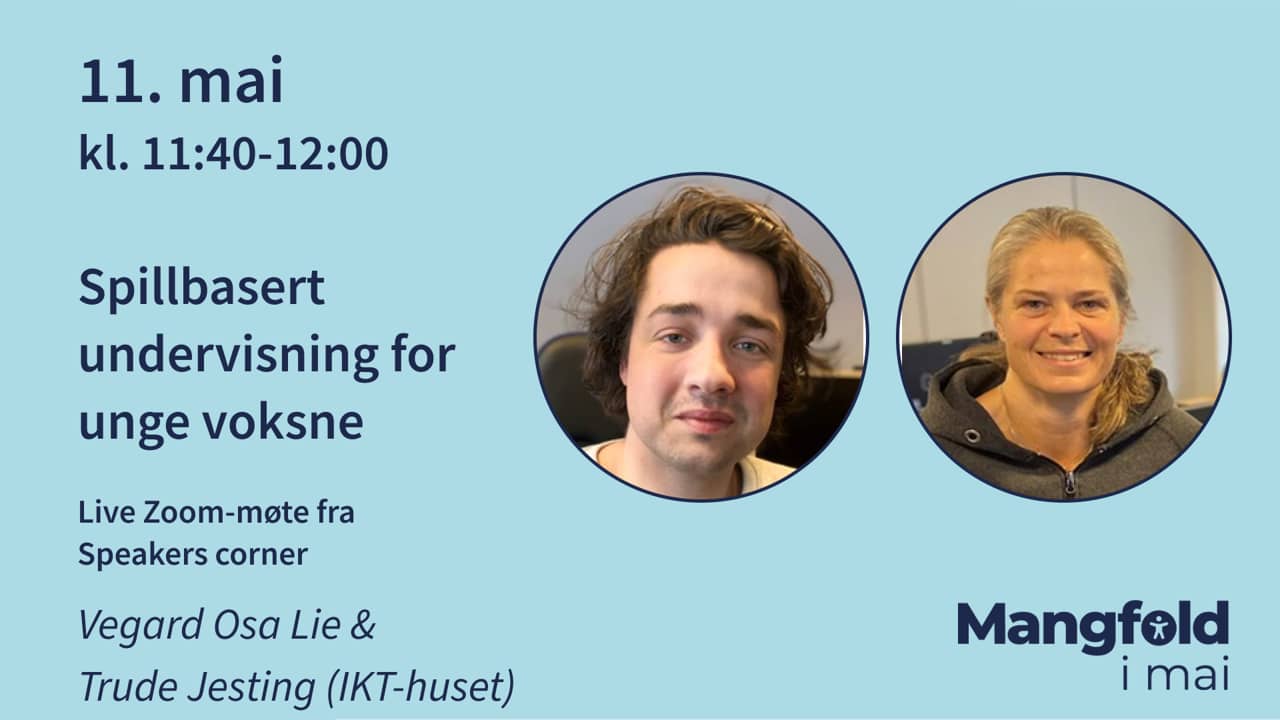 11. mai
kl. 11:40-12:00
Spillbasert
undervisning for
unge voksne
Live Zoom-møte fra
Speakers corner
Vegard Osa Lie &
Trude Jesting (IKT-huset)
Mangfold
i mai